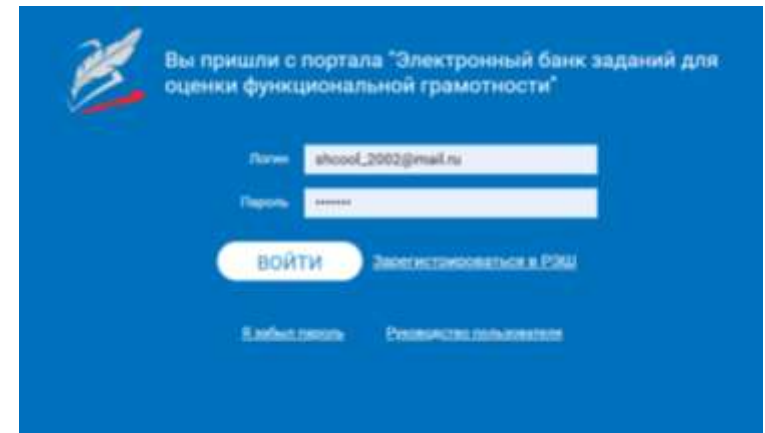 Вы пришли с портала "Электронный банк заданий для
оценки функциональной грамотности"
Логин shcool_2002@mail.ru
Пароль •••••••
ВОЙТИ Зарегистрироваться в РЭШ
Я забыл пароль Руководство пользователя